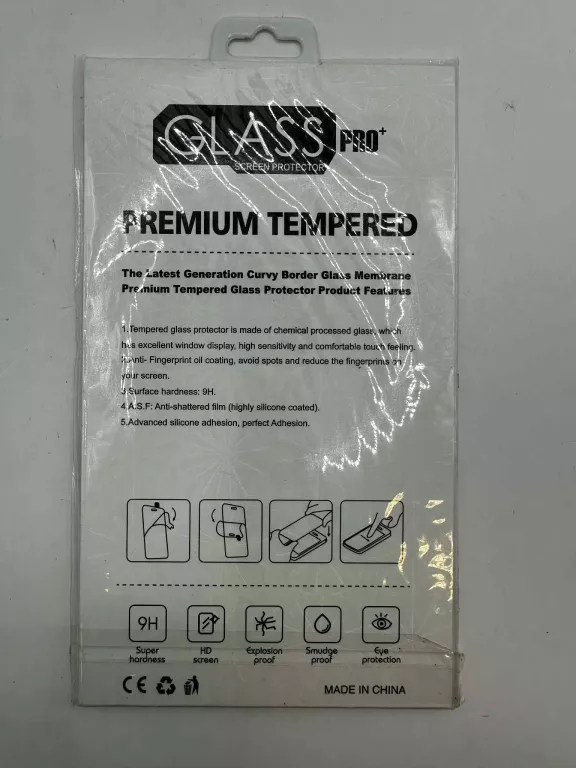 GLASS PRO+
SCREEN PROTECTOR
PREMIUM TEMPERED
The Latest Generation Curvy Border Glass Membrane
Premium Tempered Glass Protector Product Features
1.Tempered glass protector is made of chemical processed glass, which
has excellent window display, high sensitivity and comfortable touch feeling.
2.Anti- Fingerprint oil coating, avoid spots and reduce the fingerprints on
your screen.
3.Surface hardness: 9H.
4.A.S.F: Anti-shattered film (highly silicone coated).
5.Advanced silicone adhesion, perfect Adhesion.
9H
Super hardness
HD screen
Explosion proof
Smudge proof
Eye protection
CE
MADE IN CHINA